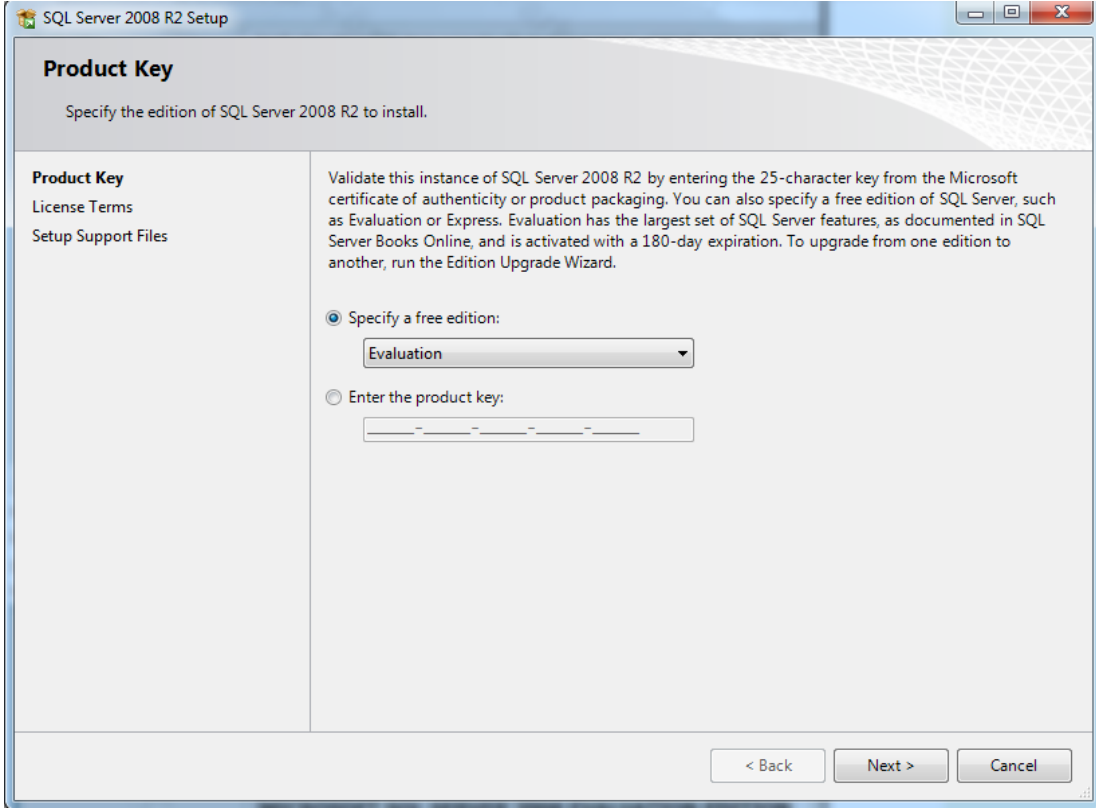 SQL Server 2008 R2 Setup
Product Key
Specify the edition of SQL Server 2008 R2 to install.
Product Key
License Terms
Setup Support Files
Validate this instance of SQL Server 2008 R2 by entering the 25-character key from the Microsoft
certificate of authenticity or product packaging. You can also specify a free edition of SQL Server, such
as Evaluation or Express. Evaluation has the largest set of SQL Server features, as documented in SQL
Server Books Online, and is activated with a 180-day expiration. To upgrade from one edition to
another, run the Edition Upgrade Wizard.
Specify a free edition:
Evaluation
Enter the product key:
_____-_____-_____-_____-_____
< Back
Next >
Cancel